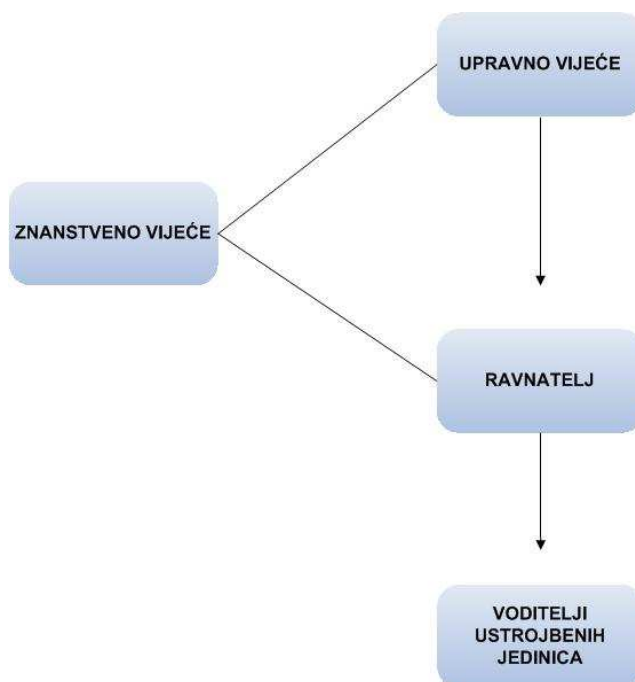 UPRAVNO VIJEĆE
ZNANSTVENO VIJEĆE
RAVNATELJ
VODITELJI
USTROJBENIH
JEDINICA